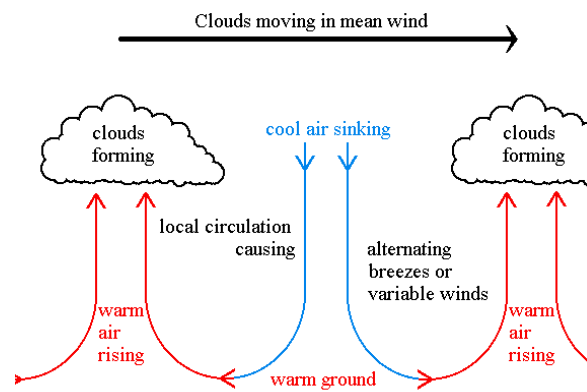 Clouds moving in mean wind
clouds
forming
cool air sinking
clouds
forming
local circulation
causing
alternating
breezes or
variable winds
warm
air
rising
warm ground
warm
air
rising